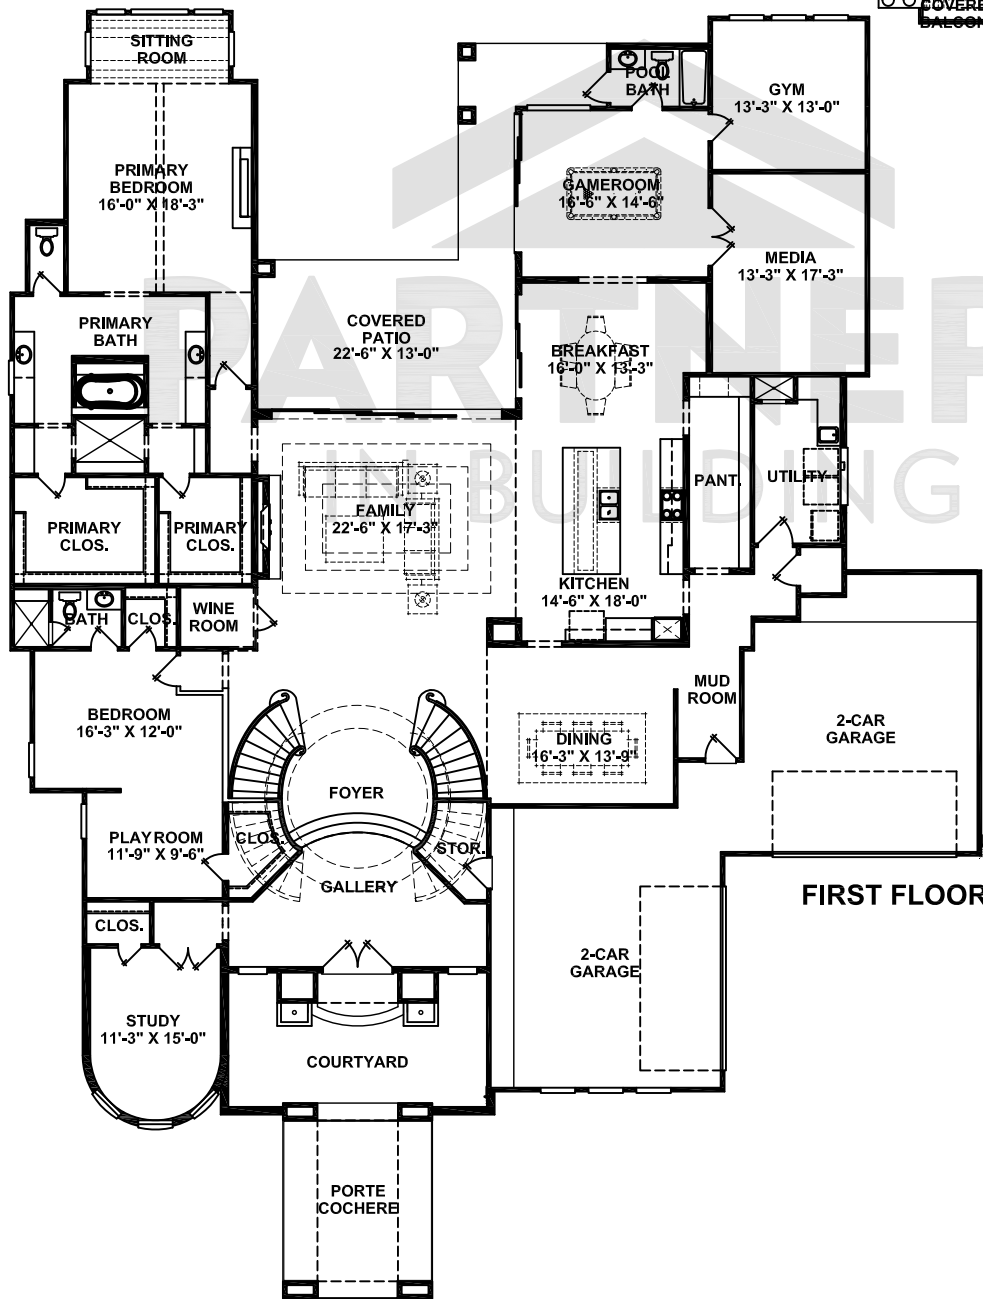 COVERED
BALCONY
SITTING
ROOM
POOL
BATH
GYM
13'-3" X 13'-0"
PRIMARY
BEDROOM
16'-0" X 18'-3"
GAMEROOM
16'-6" X 14'-6"
MEDIA
13'-3" X 17'-3"
PARTNER
IN BUILDING
PRIMARY
BATH
COVERED
PATIO
22'-6" X 13'-0"
BREAKFAST
16'-0" X 13'-3"
PANT.
UTILITY
FAMILY
22'-6" X 17'-3"
PRIMARY
CLOS.
PRIMARY
CLOS.
KITCHEN
14'-6" X 18'-0"
BATH
CLOS.
WINE
ROOM
MUD
ROOM
BEDROOM
16'-3" X 12'-0"
2-CAR
GARAGE
DINING
16'-3" X 13'-9"
FOYER
PLAYROOM
11'-9" X 9'-6"
CLOS.
STOR.
GALLERY
FIRST FLOOR
CLOS.
2-CAR
GARAGE
STUDY
11'-3" X 15'-0"
COURTYARD
PORTE
COCHERE